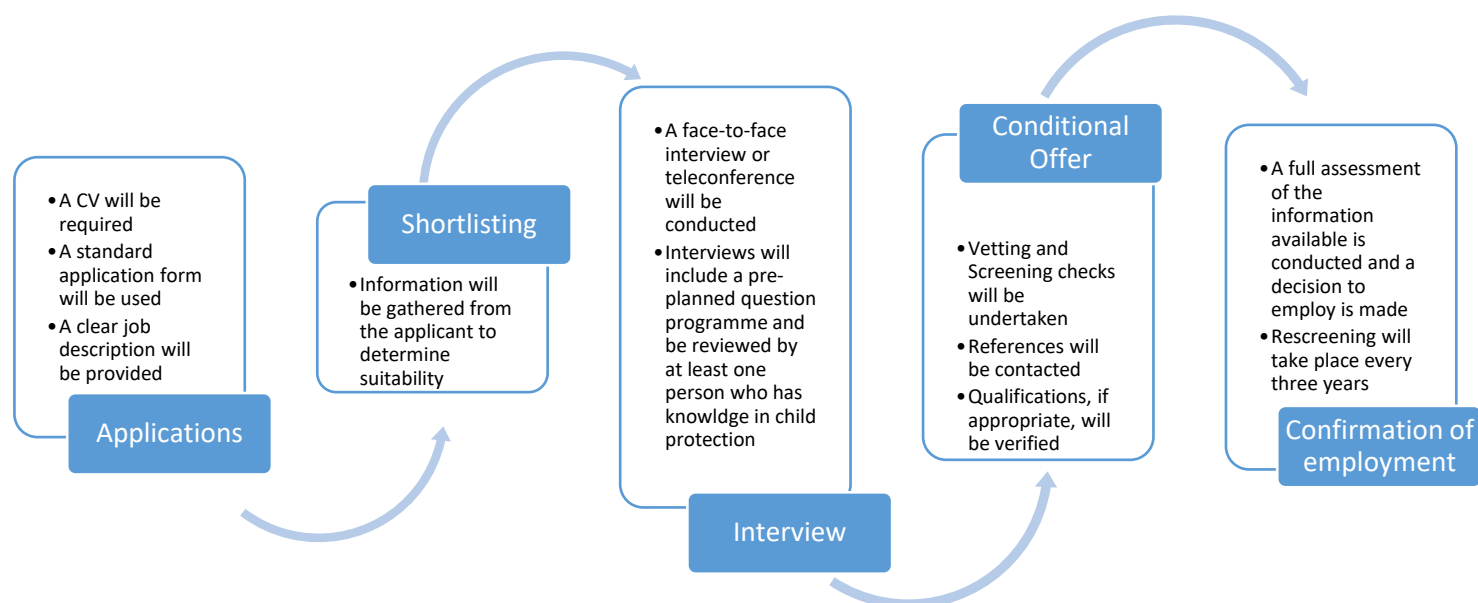 •A CV will be
required
•A standard
application form
will be used
•A clear job
description will
be provided
Applications
Shortlisting
•Information will
be gathered from
the applicant to
determine
suitability
•A face-to-face
interview or
teleconference
will be
conducted
•Interviews will
include a pre-
planned question
programme and
be reviewed by
at least one
person who has
knowldge in child
protection
Interview
Conditional
Offer
•Vetting and
Screening checks
will be
undertaken
•References will
be contacted
•Qualifications, if
appropriate, will
be verified
•A full assessment
of the
information
available is
conducted and a
decision to
employ is made
•Rescreening will
take place every
three years
Confirmation of
employment